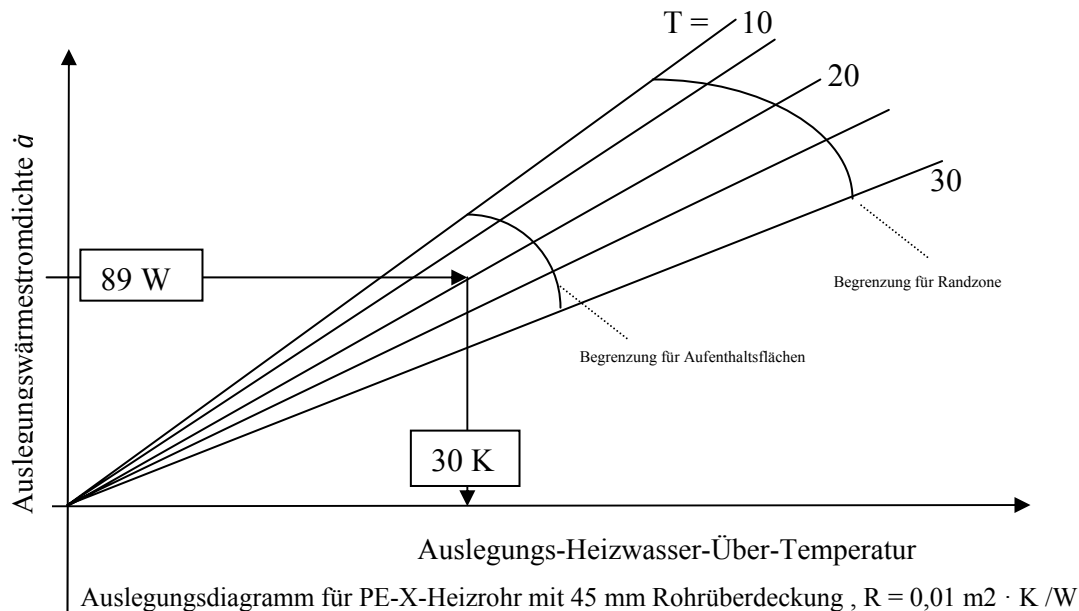 T = 10
20
30
Auslegungswärmestromdichte q̇
89 W
Begrenzung für Randzone
Begrenzung für Aufenthaltsflächen
30 K
Auslegungs-Heizwasser-Über-Temperatur
Auslegungsdiagramm für PE-X-Heizrohr mit 45 mm Rohrüberdeckung , R = 0,01 m2 · K /W